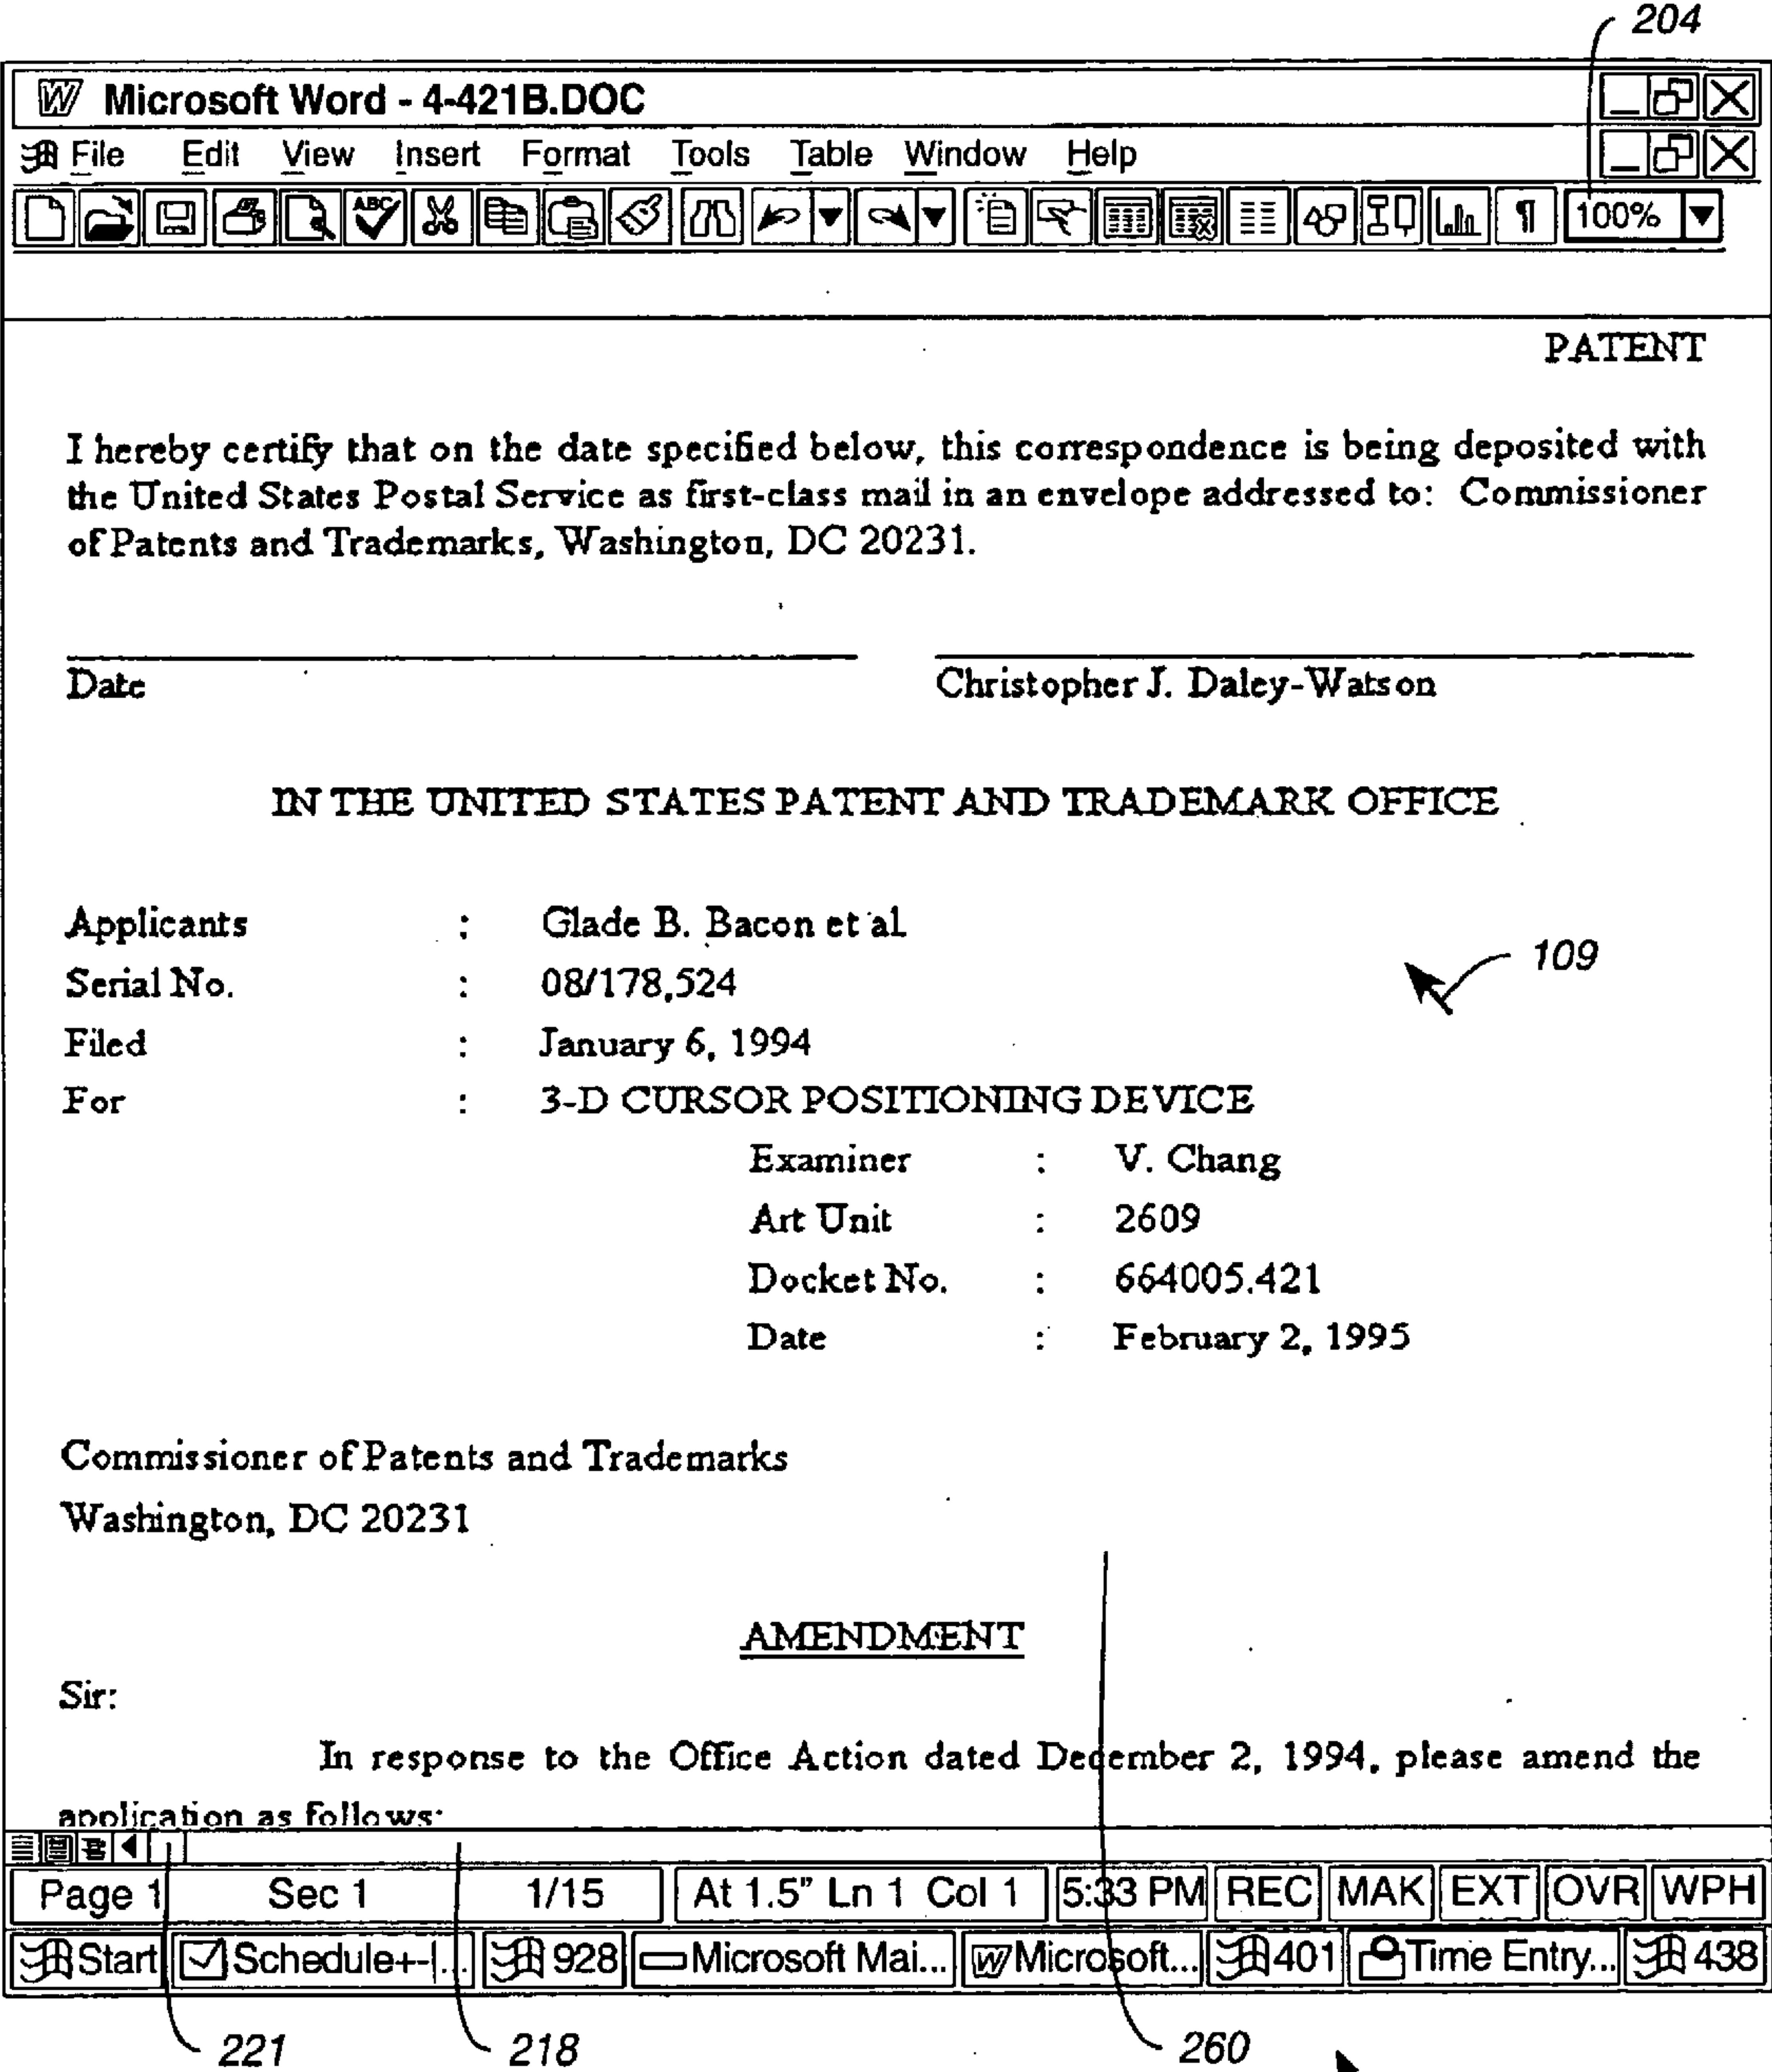 204
Microsoft Word - 4-421B.DOC
File Edit View Insert Format Tools Table Window Help
ABC ¶ 100%
PATENT
I hereby certify that on the date specified below, this correspondence is being deposited with
the United States Postal Service as first-class mail in an envelope addressed to: Commissioner
of Patents and Trademarks, Washington, DC 20231.
Date Christopher J. Daley-Watson
IN THE UNITED STATES PATENT AND TRADEMARK OFFICE
Applicants : Glade B. Bacon et al.
109
Serial No. : 08/178,524
Filed : January 6, 1994
For : 3-D CURSOR POSITIONING DEVICE
Examiner : V. Chang
Art Unit : 2609
Docket No. : 664005.421
Date : February 2, 1995
Commissioner of Patents and Trademarks
Washington, DC 20231
AMENDMENT
Sir:
In response to the Office Action dated December 2, 1994, please amend the
application as follows:
Page 1 Sec 1 1/15 At 1.5" Ln 1 Col 1 5:33 PM REC MAK EXT OVR WPH
Start Schedule+-|... 928 Microsoft Mai... Microsoft... 401 Time Entry... 438
221 218 260